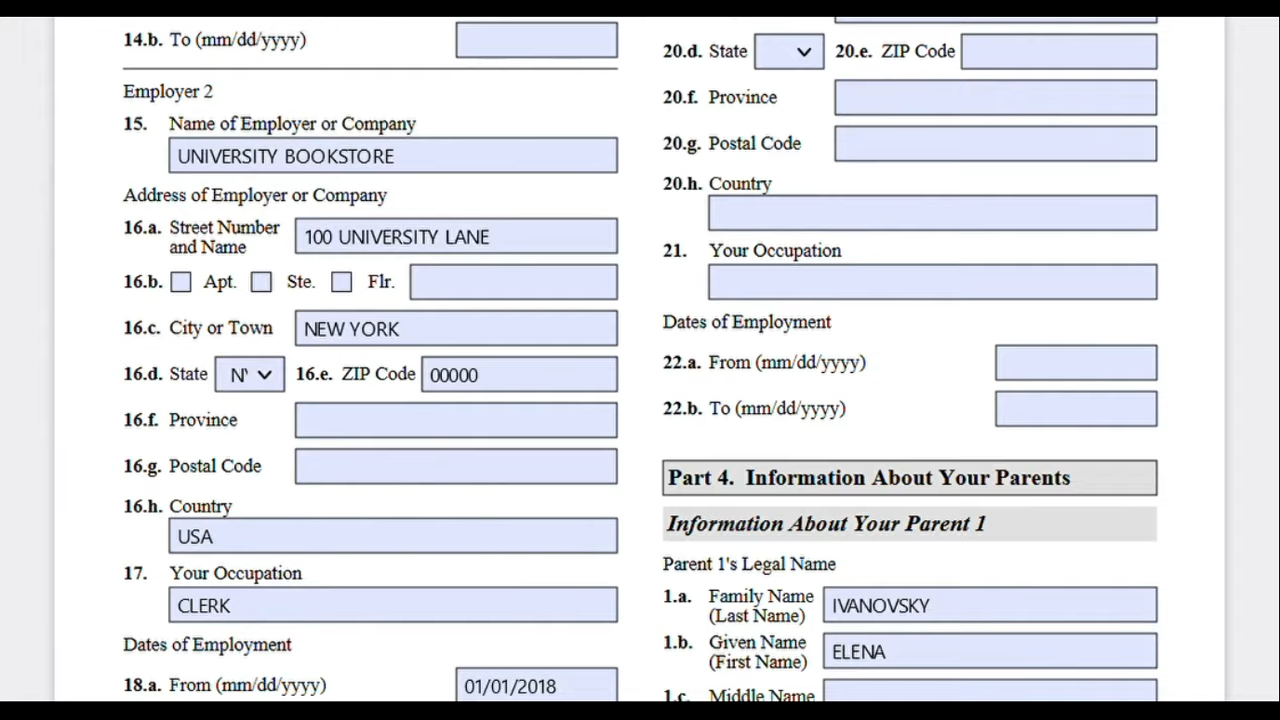 14.b. To (mm/dd/yyyy)
Employer 2
15. Name of Employer or Company
UNIVERSITY BOOKSTORE
Address of Employer or Company
16.a. Street Number and Name 100 UNIVERSITY LANE
16.b. Apt. Ste. Flr.
16.c. City or Town NEW YORK
16.d. State N 16.e. ZIP Code 00000
16.f. Province
16.g. Postal Code
16.h. Country
USA
17. Your Occupation
CLERK
Dates of Employment
18.a. From (mm/dd/yyyy) 01/01/2018
20.d. State 20.e. ZIP Code
20.f. Province
20.g. Postal Code
20.h. Country
21. Your Occupation
Dates of Employment
22.a. From (mm/dd/yyyy)
22.b. To (mm/dd/yyyy)
Part 4. Information About Your Parents
Information About Your Parent 1
Parent 1's Legal Name
1.a. Family Name (Last Name) IVANOVSKY
1.b. Given Name (First Name) ELENA
1.c. Middle Name